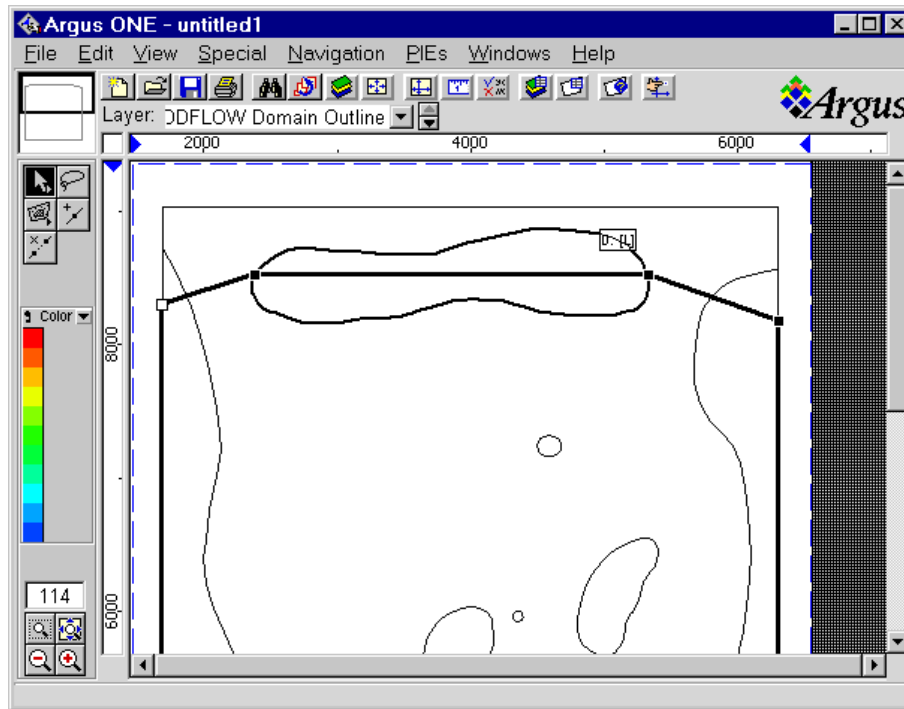 Argus ONE - untitled1
File Edit View Special Navigation PIEs Windows Help
Argus
Layer: ODFLOW Domain Outline
2000 4000 6000
D: [L]
Color
8000
114
6000